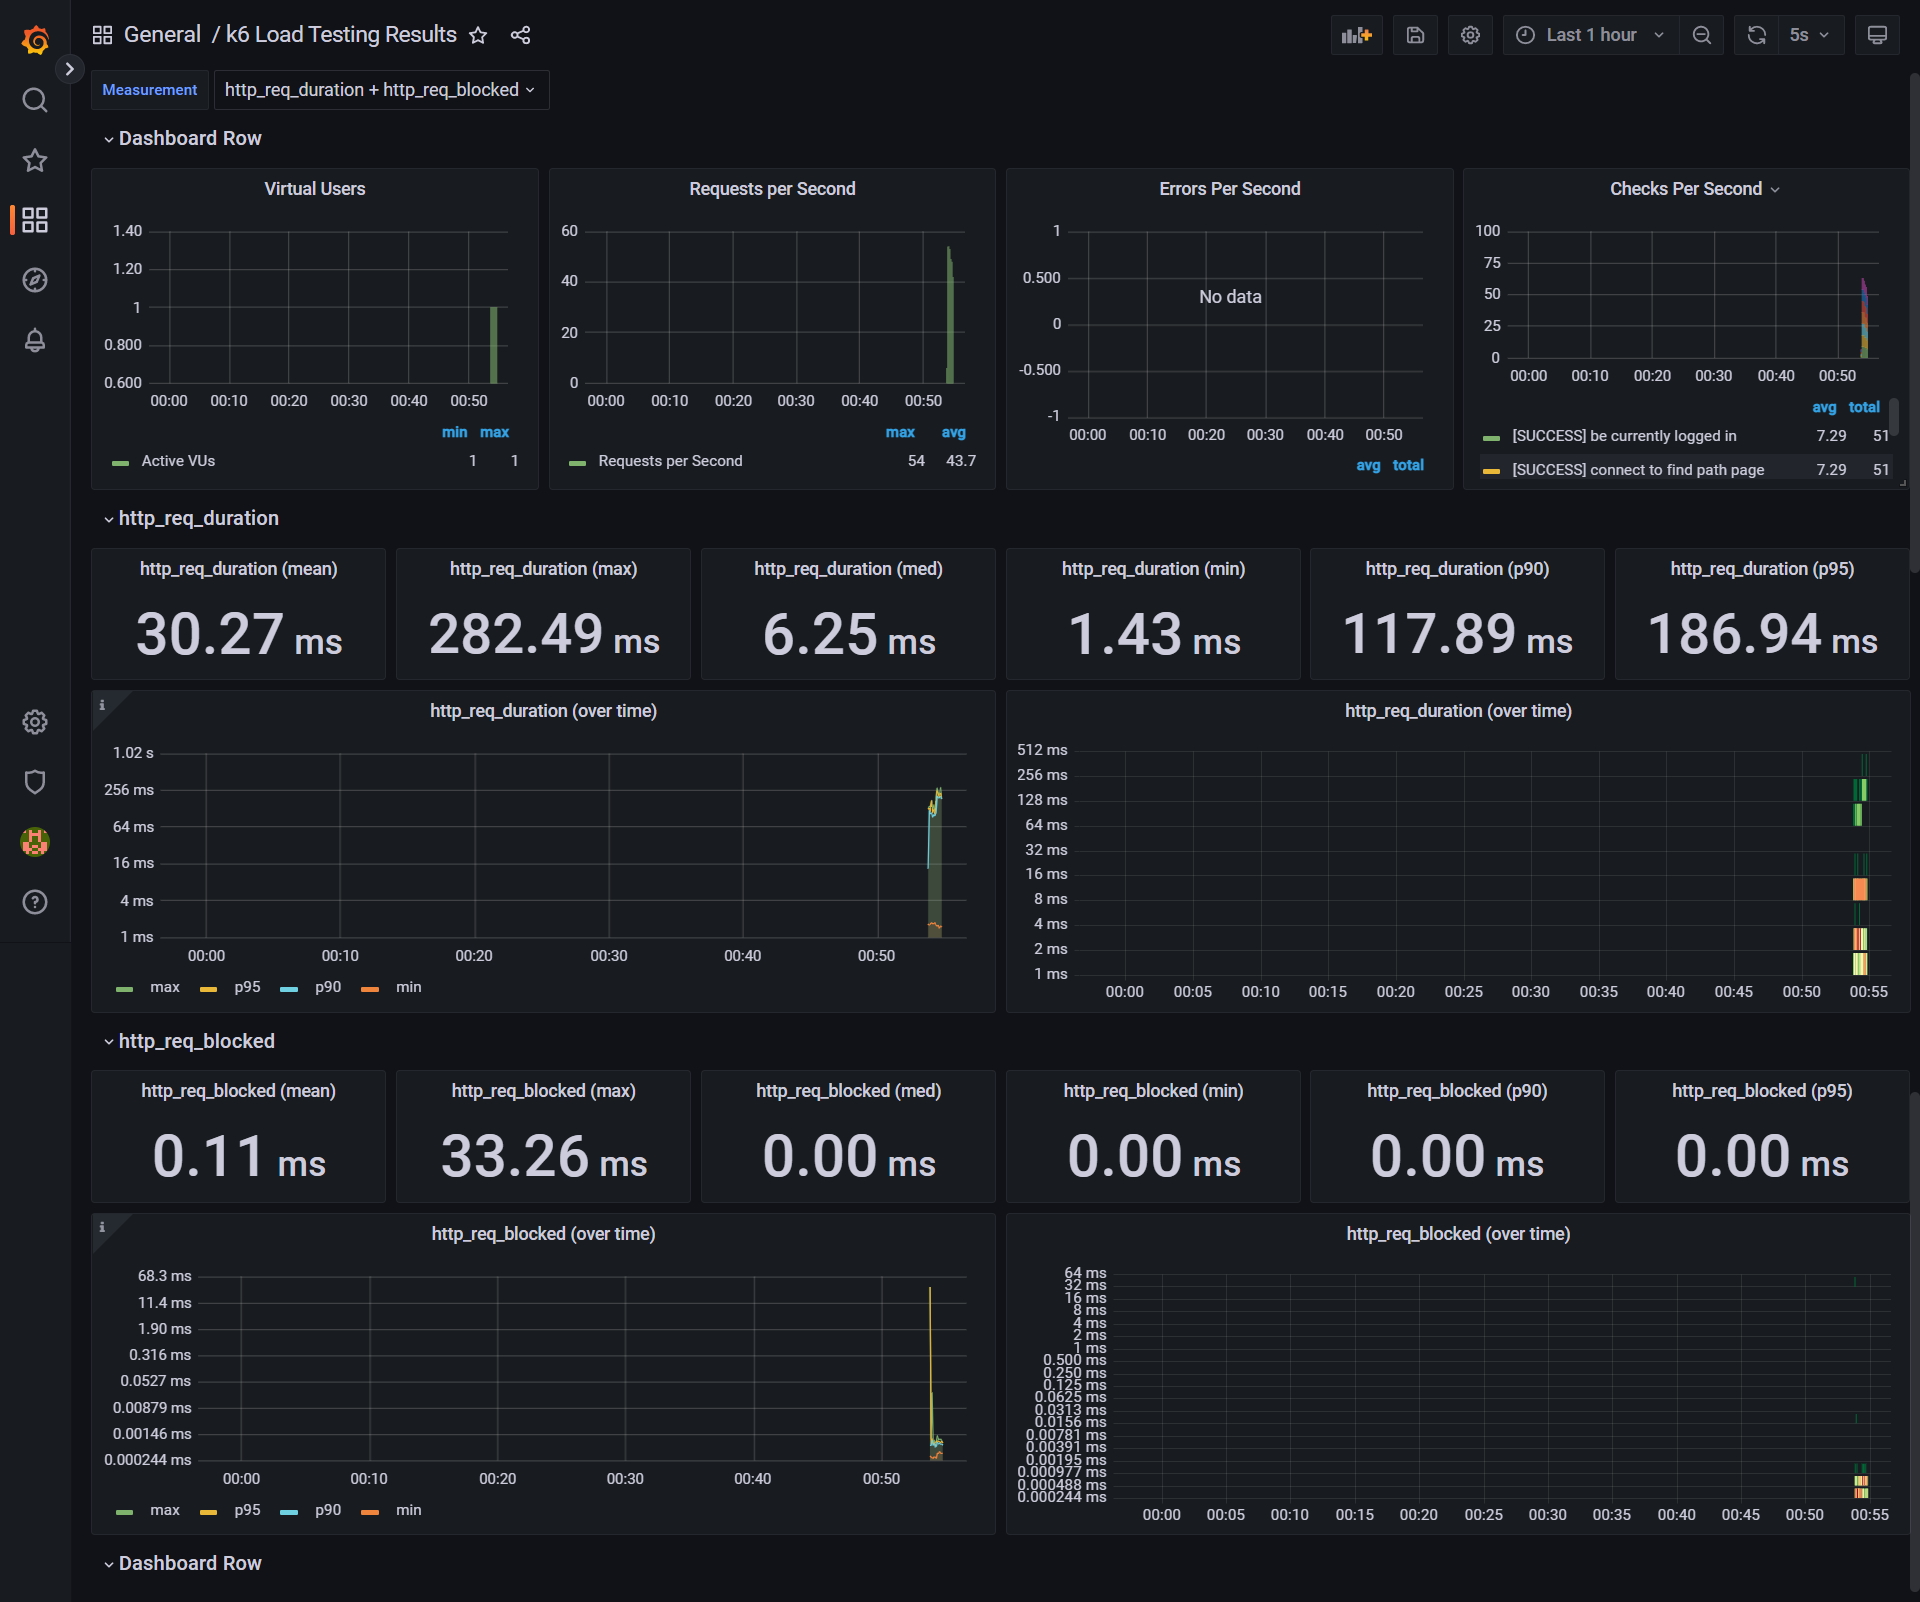 General / k6 Load Testing Results
Last 1 hour
5s
Measurement
http_req_duration + http_req_blocked
Dashboard Row
Virtual Users
1.40
1.20
1
0.800
0.600
00:00 00:10 00:20 00:30 00:40 00:50
min max
Active VUs 1 1
Requests per Second
60
40
20
0
00:00 00:10 00:20 00:30 00:40 00:50
max avg
Requests per Second 54 43.7
Errors Per Second
1
0.500
0
-0.500
-1
No data
00:00 00:10 00:20 00:30 00:40 00:50
avg total
Checks Per Second
100
75
50
25
0
00:00 00:10 00:20 00:30 00:40 00:50
avg total
[SUCCESS] be currently logged in 7.29 51
[SUCCESS] connect to find path page 7.29 51
http_req_duration
http_req_duration (mean)
30.27 ms
http_req_duration (max)
282.49 ms
http_req_duration (med)
6.25 ms
http_req_duration (min)
1.43 ms
http_req_duration (p90)
117.89 ms
http_req_duration (p95)
186.94 ms
http_req_duration (over time)
1.02 s
256 ms
64 ms
16 ms
4 ms
1 ms
00:00 00:10 00:20 00:30 00:40 00:50
max p95 p90 min
http_req_duration (over time)
512 ms
256 ms
128 ms
64 ms
32 ms
16 ms
8 ms
4 ms
2 ms
1 ms
00:00 00:05 00:10 00:15 00:20 00:25 00:30 00:35 00:40 00:45 00:50 00:55
http_req_blocked
http_req_blocked (mean)
0.11 ms
http_req_blocked (max)
33.26 ms
http_req_blocked (med)
0.00 ms
http_req_blocked (min)
0.00 ms
http_req_blocked (p90)
0.00 ms
http_req_blocked (p95)
0.00 ms
http_req_blocked (over time)
68.3 ms
11.4 ms
1.90 ms
0.316 ms
0.0527 ms
0.00879 ms
0.00146 ms
0.000244 ms
00:00 00:10 00:20 00:30 00:40 00:50
max p95 p90 min
http_req_blocked (over time)
64 ms
32 ms
16 ms
8 ms
4 ms
2 ms
1 ms
0.500 ms
0.250 ms
0.125 ms
0.0625 ms
0.0313 ms
0.0156 ms
0.00781 ms
0.00391 ms
0.00195 ms
0.000977 ms
0.000488 ms
0.000244 ms
00:00 00:05 00:10 00:15 00:20 00:25 00:30 00:35 00:40 00:45 00:50 00:55
Dashboard Row